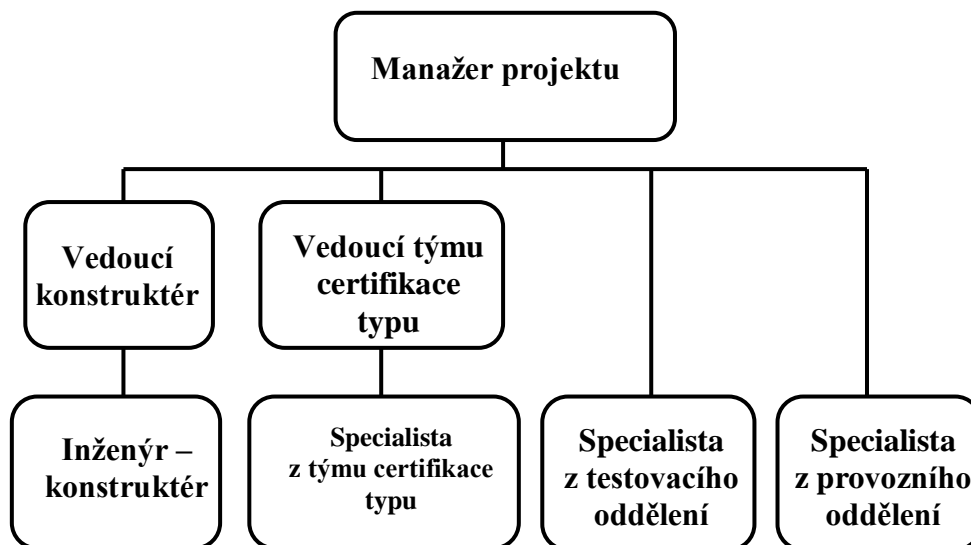 Manažer projektu
Vedoucí
konstruktér
Vedoucí týmu
certifikace
typu
Inženýr –
konstruktér
Specialista
z týmu certifikace
typu
Specialista
z testovacího
oddělení
Specialista
z provozního
oddělení